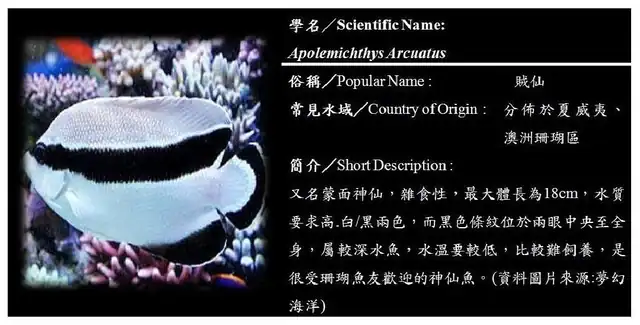 學名／Scientific Name:
Apolemichthys Arcuatus
俗稱／Popular Name : 賊仙
常見水域／Country of Origin : 分佈於夏威夷、
澳洲珊瑚區
簡介／Short Description :
又名蒙面神仙，雜食性，最大體長為18cm，水質
要求高.白/黑兩色，而黑色條紋位於兩眼中央至全
身，屬較深水魚，水溫要較低，比較難飼養，是
很受珊瑚魚友歡迎的神仙魚。(資料圖片來源:夢幻
海洋)